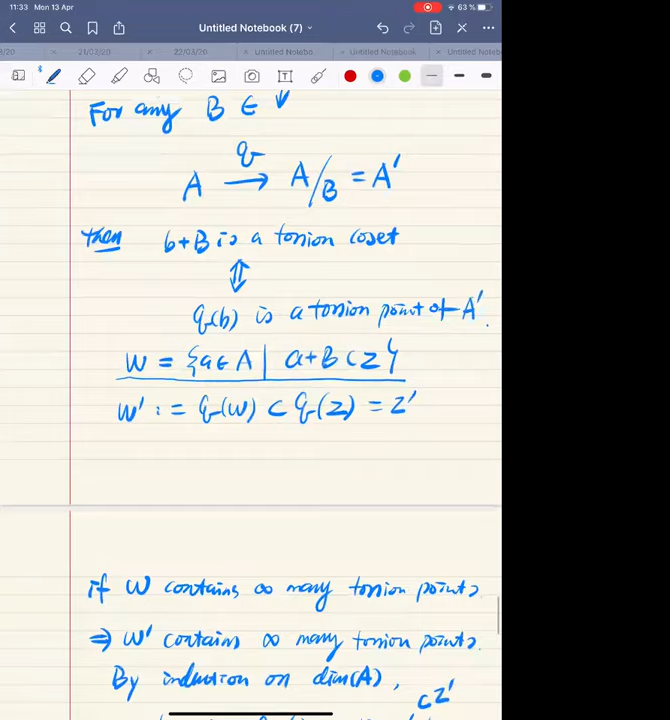 11:33 Mon 13 Apr
63 %
Untitled Notebook (7)
21/03/20
22/03/20
Untitled Notebo
Untitled Notebook
Untitled Noteb
For any B ∈
q
A → A/B = A'
then b+B is a torsion coset
⇕
q(b) is a torsion point of A'.
W = {a ∈ A | a+B ⊂ Z}
W' := q(W) ⊂ q(Z) = Z'
if W contains ∞ many torsion points
⇒ W' contains ∞ many torsion points.
By induction on dim(A),
⊂ Z'